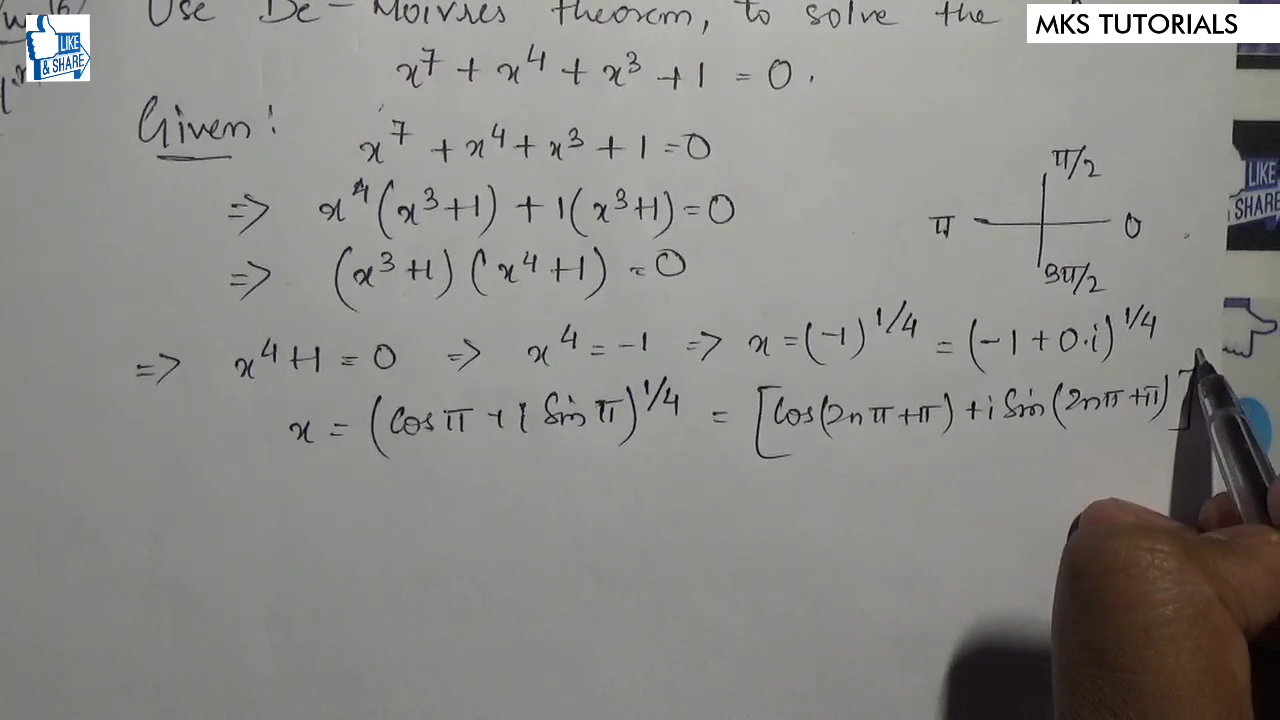 Use De-Moivres theorem, to solve the
MKS TUTORIALS
LIKE & SHARE
x⁷ + x⁴ + x³ + 1 = 0.
Given:
x⁷ + x⁴ + x³ + 1 = 0
⇒ x⁴(x³+1) + 1(x³+1) = 0
⇒ (x³+1)(x⁴+1) = 0
π/2
π 0
3π/2
LIKE
SHARE
⇒ x⁴+1 = 0 ⇒ x⁴ = -1 ⇒ x = (-1)^1/4 = (-1+0.i)^1/4
x = (Cos π + i Sin π)^1/4 = [Cos(2nπ+π) + i Sin(2nπ+π)]